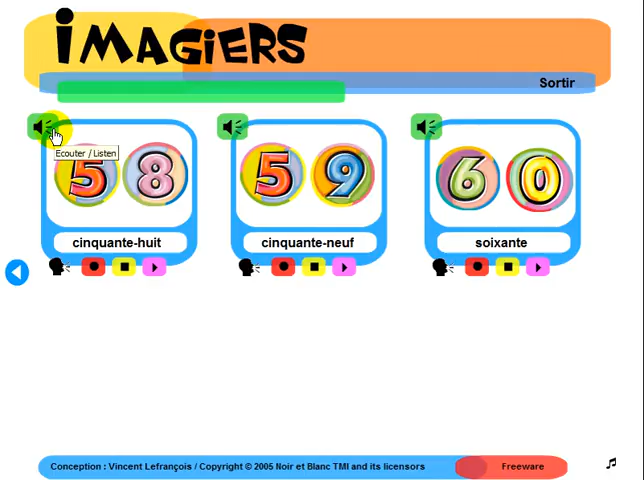 iMAGiERS
Sortir
Ecouter / Listen
58
59
60
cinquante-huit
cinquante-neuf
soixante
Conception : Vincent Lefrançois / Copyright © 2005 Noir et Blanc TMI and its licensors
Freeware